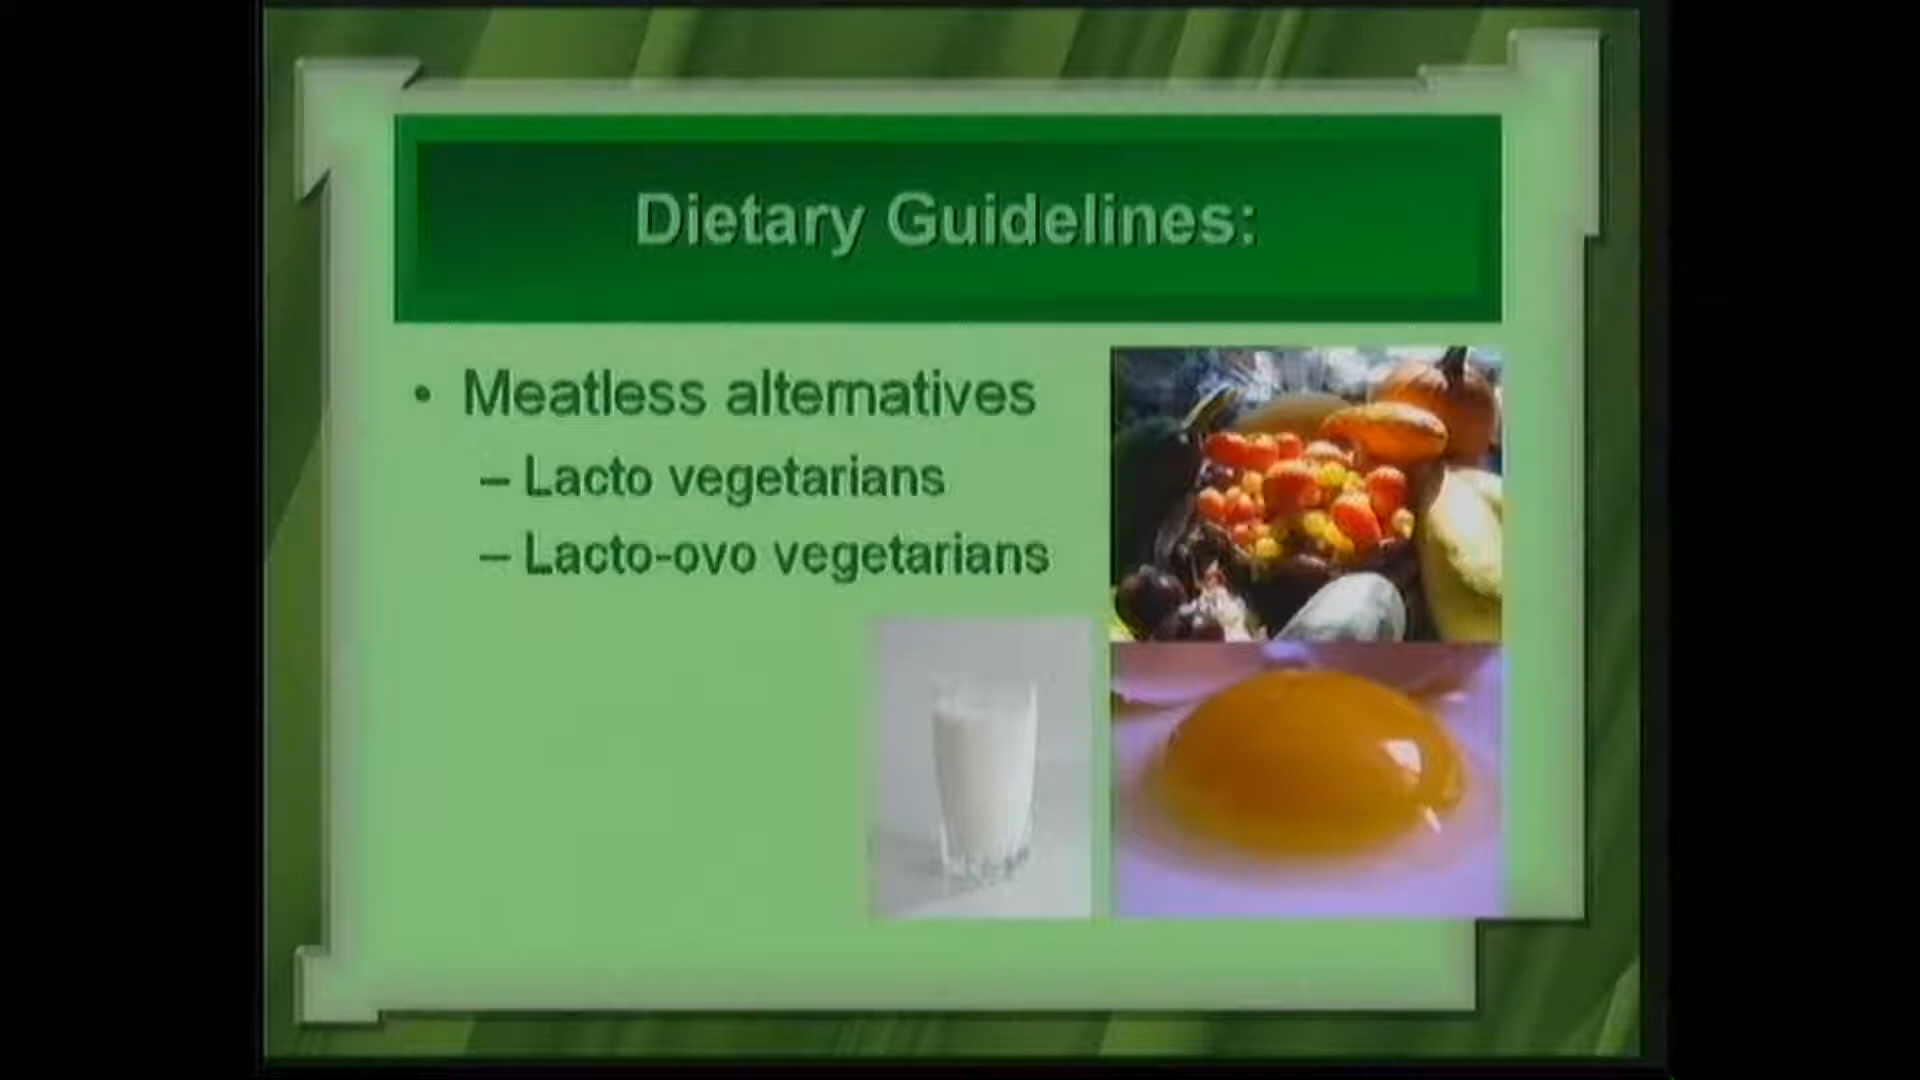 Dietary Guidelines:
• Meatless alternatives
– Lacto vegetarians
– Lacto-ovo vegetarians